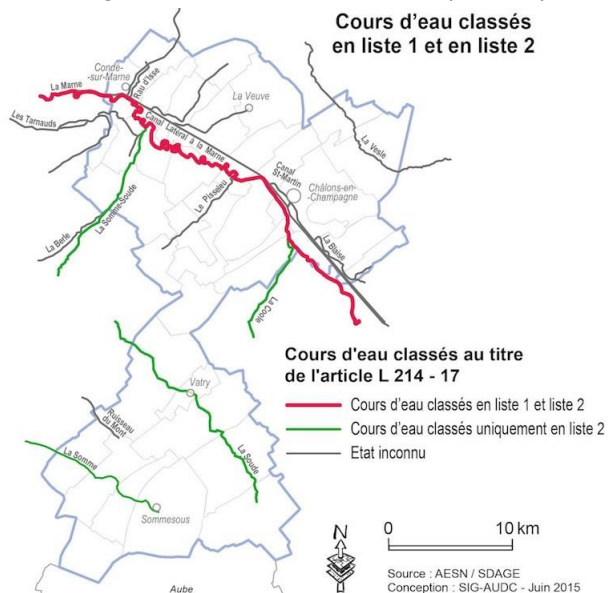 Cours d'eau classés
en liste 1 et en liste 2
Condé-
sur-Marne
Rau d'Isse
La Marne
La Veuve
Les Tarnauds
Canal Latéral à la Marne
La Vesle
Canal
St-Martin
Châlons-en-
Champagne
La Somme-Soude
Le Pisseleu
La Berle
La Blaise
La Coole
Cours d'eau classés au titre
de l'article L 214 - 17
Cours d'eau classés en liste 1 et liste 2
Cours d'eau classés uniquement en liste 2
Etat inconnu
Vatry
Ruisseau
du Mont
La Somme
La Soude
Sommesous
N
0 10 km
Aube
Source : AESN / SDAGE
Conception : SIG-AUDC - Juin 2015